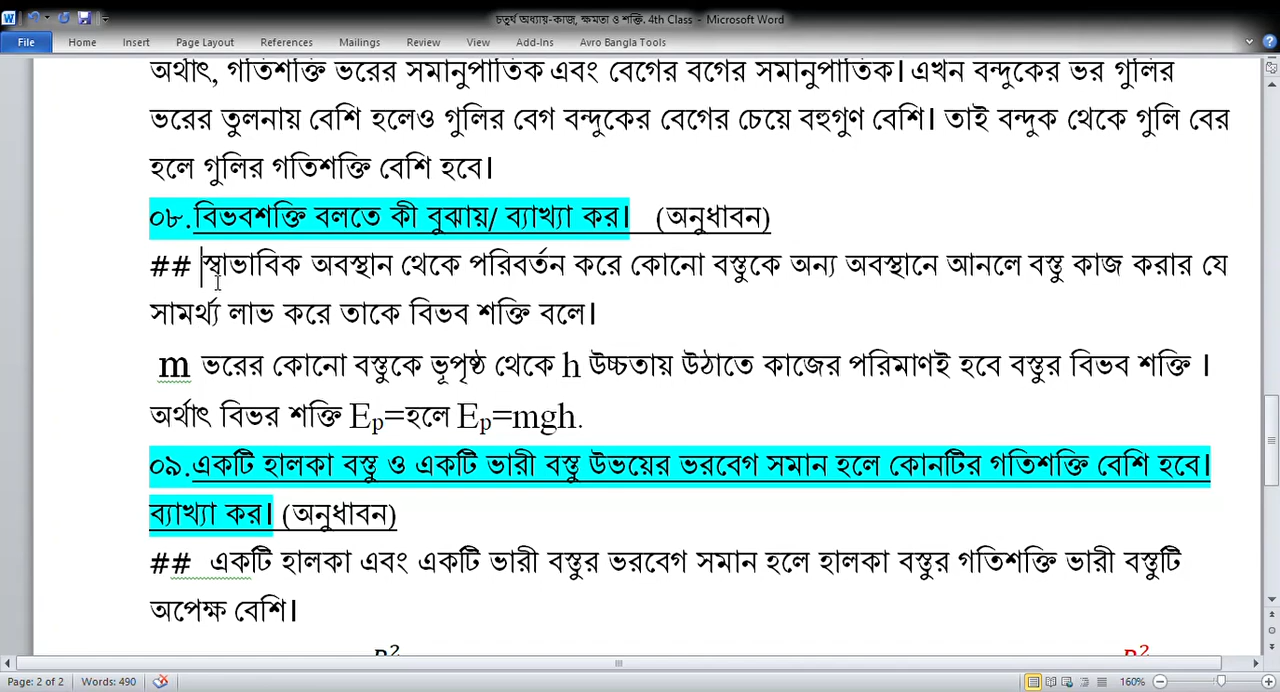 চতুর্থ অধ্যায়-কাজ, ক্ষমতা ও শক্তি. 4th Class - Microsoft Word
File Home Insert Page Layout References Mailings Review View Add-Ins Avro Bangla Tools
অর্থাৎ, গতিশক্তি ভরের সমানুপাতিক এবং বেগের বর্গের সমানুপাতিক। এখন বন্দুকের ভর গুলির
ভরের তুলনায় বেশি হলেও গুলির বেগ বন্দুকের বেগের চেয়ে বহুগুণ বেশি। তাই বন্দুক থেকে গুলি বের
হলে গুলির গতিশক্তি বেশি হবে।
০৮.বিভবশক্তি বলতে কী বুঝায়/ ব্যাখ্যা কর। (অনুধাবন)
## স্বাভাবিক অবস্থান থেকে পরিবর্তন করে কোনো বস্তুকে অন্য অবস্থানে আনলে বস্তু কাজ করার যে
সামর্থ্য লাভ করে তাকে বিভব শক্তি বলে।
m ভরের কোনো বস্তুকে ভূপৃষ্ঠ থেকে h উচ্চতায় উঠাতে কাজের পরিমাণই হবে বস্তুর বিভব শক্তি ।
অর্থাৎ বিভর শক্তি Eₚ=হলে Eₚ=mgh.
০৯.একটি হালকা বস্তু ও একটি ভারী বস্তু উভয়ের ভরবেগ সমান হলে কোনটির গতিশক্তি বেশি হবে।
ব্যাখ্যা কর। (অনুধাবন)
## একটি হালকা এবং একটি ভারী বস্তুর ভরবেগ সমান হলে হালকা বস্তুর গতিশক্তি ভারী বস্তুটি
অপেক্ষ বেশি।
Page: 2 of 2 Words: 490 160%